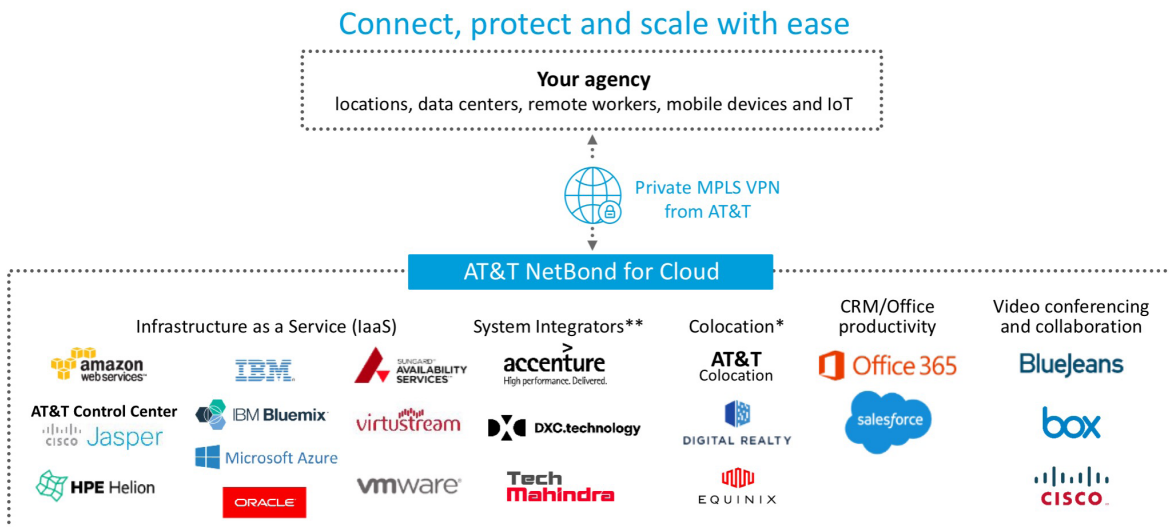 Connect, protect and scale with ease
Your agency
locations, data centers, remote workers, mobile devices and IoT
Private MPLS VPN
from AT&T
AT&T NetBond for Cloud
Infrastructure as a Service (IaaS)
amazon
web services™
IBM®
SUNGARD®
AVAILABILITY
SERVICES™
AT&T Control Center
CISCO Jasper
IBM Bluemix™
virtustream
Microsoft Azure
HPE Helion
ORACLE®
vmware®
System Integrators**
accenture
High performance. Delivered.
DXC.technology
Tech
Mahindra
Colocation*
AT&T
Colocation
DIGITAL REALTY
EQUINIX
CRM/Office
productivity
Office 365
salesforce
Video conferencing
and collaboration
BlueJeans
box
CISCO™